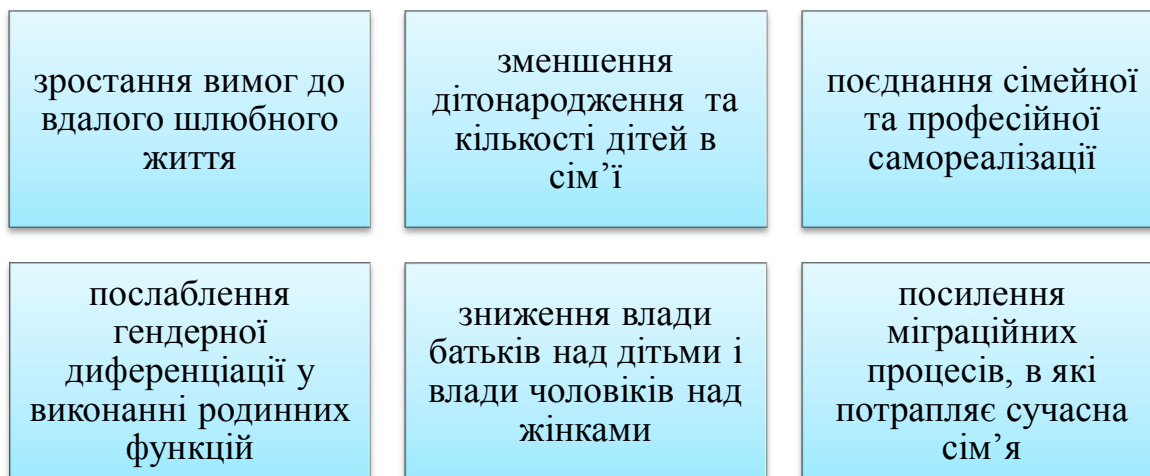 зростання вимог до
вдалого шлюбного
життя
зменшення
дітонародження та
кількості дітей в
сім’ї
поєднання сімейної
та професійної
самореалізації
послаблення
гендерної
диференціації у
виконанні родинних
функцій
зниження влади
батьків над дітьми і
влади чоловіків над
жінками
посилення
міграційних
процесів, в які
потрапляє сучасна
сім’я